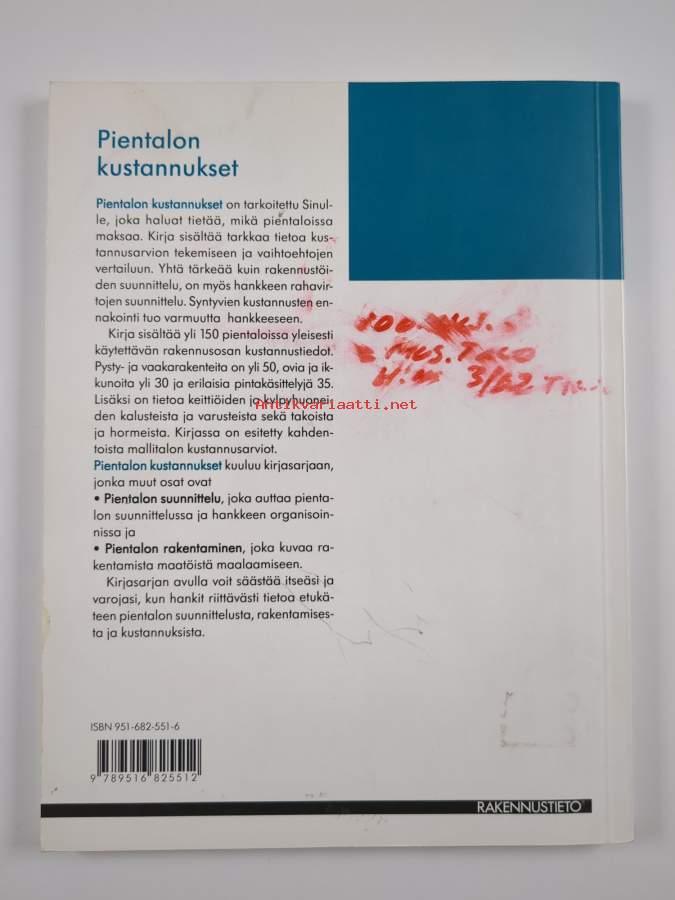 Pientalon
kustannukset
Pientalon kustannukset on tarkoitettu Sinul-
le, joka haluat tietää, mikä pientaloissa
maksaa. Kirja sisältää tarkkaa tietoa kus-
tannusarvion tekemiseen ja vaihtoehtojen
vertailuun. Yhtä tärkeää kuin rakennustöi-
den suunnittelu, on myös hankkeen rahavir-
tojen suunnittelu. Syntyvien kustannusten en-
nakointi tuo varmuutta hankkeeseen.
Kirja sisältää yli 150 pientaloissa yleisesti
käytettävän rakennusosan kustannustiedot.
Pysty- ja vaakarakenteita on yli 50, ovia ja ik-
kunoita yli 30 ja erilaisia pintakäsittelyjä 35.
Lisäksi on tietoa keittiöiden ja kylpyhuonei-
den kalusteista ja varusteista sekä takoista
ja hormeista. Kirjassa on esitetty kahden-
toista mallitalon kustannusarviot.
Pientalon kustannukset kuuluu kirjasarjaan,
jonka muut osat ovat
• Pientalon suunnittelu, joka auttaa pienta-
lon suunnittelussa ja hankkeen organisoin-
nissa ja
• Pientalon rakentaminen, joka kuvaa ra-
kentamista maatöistä maalaamiseen.
Kirjasarjan avulla voit säästää itseäsi ja
varojasi, kun hankit riittävästi tietoa etukä-
teen pientalon suunnittelusta, rakentamises-
ta ja kustannuksista.
Antikvariaatti.net
3/62
ISBN 951-682-551-6
9 789516 825512
RAKENNUSTIETO